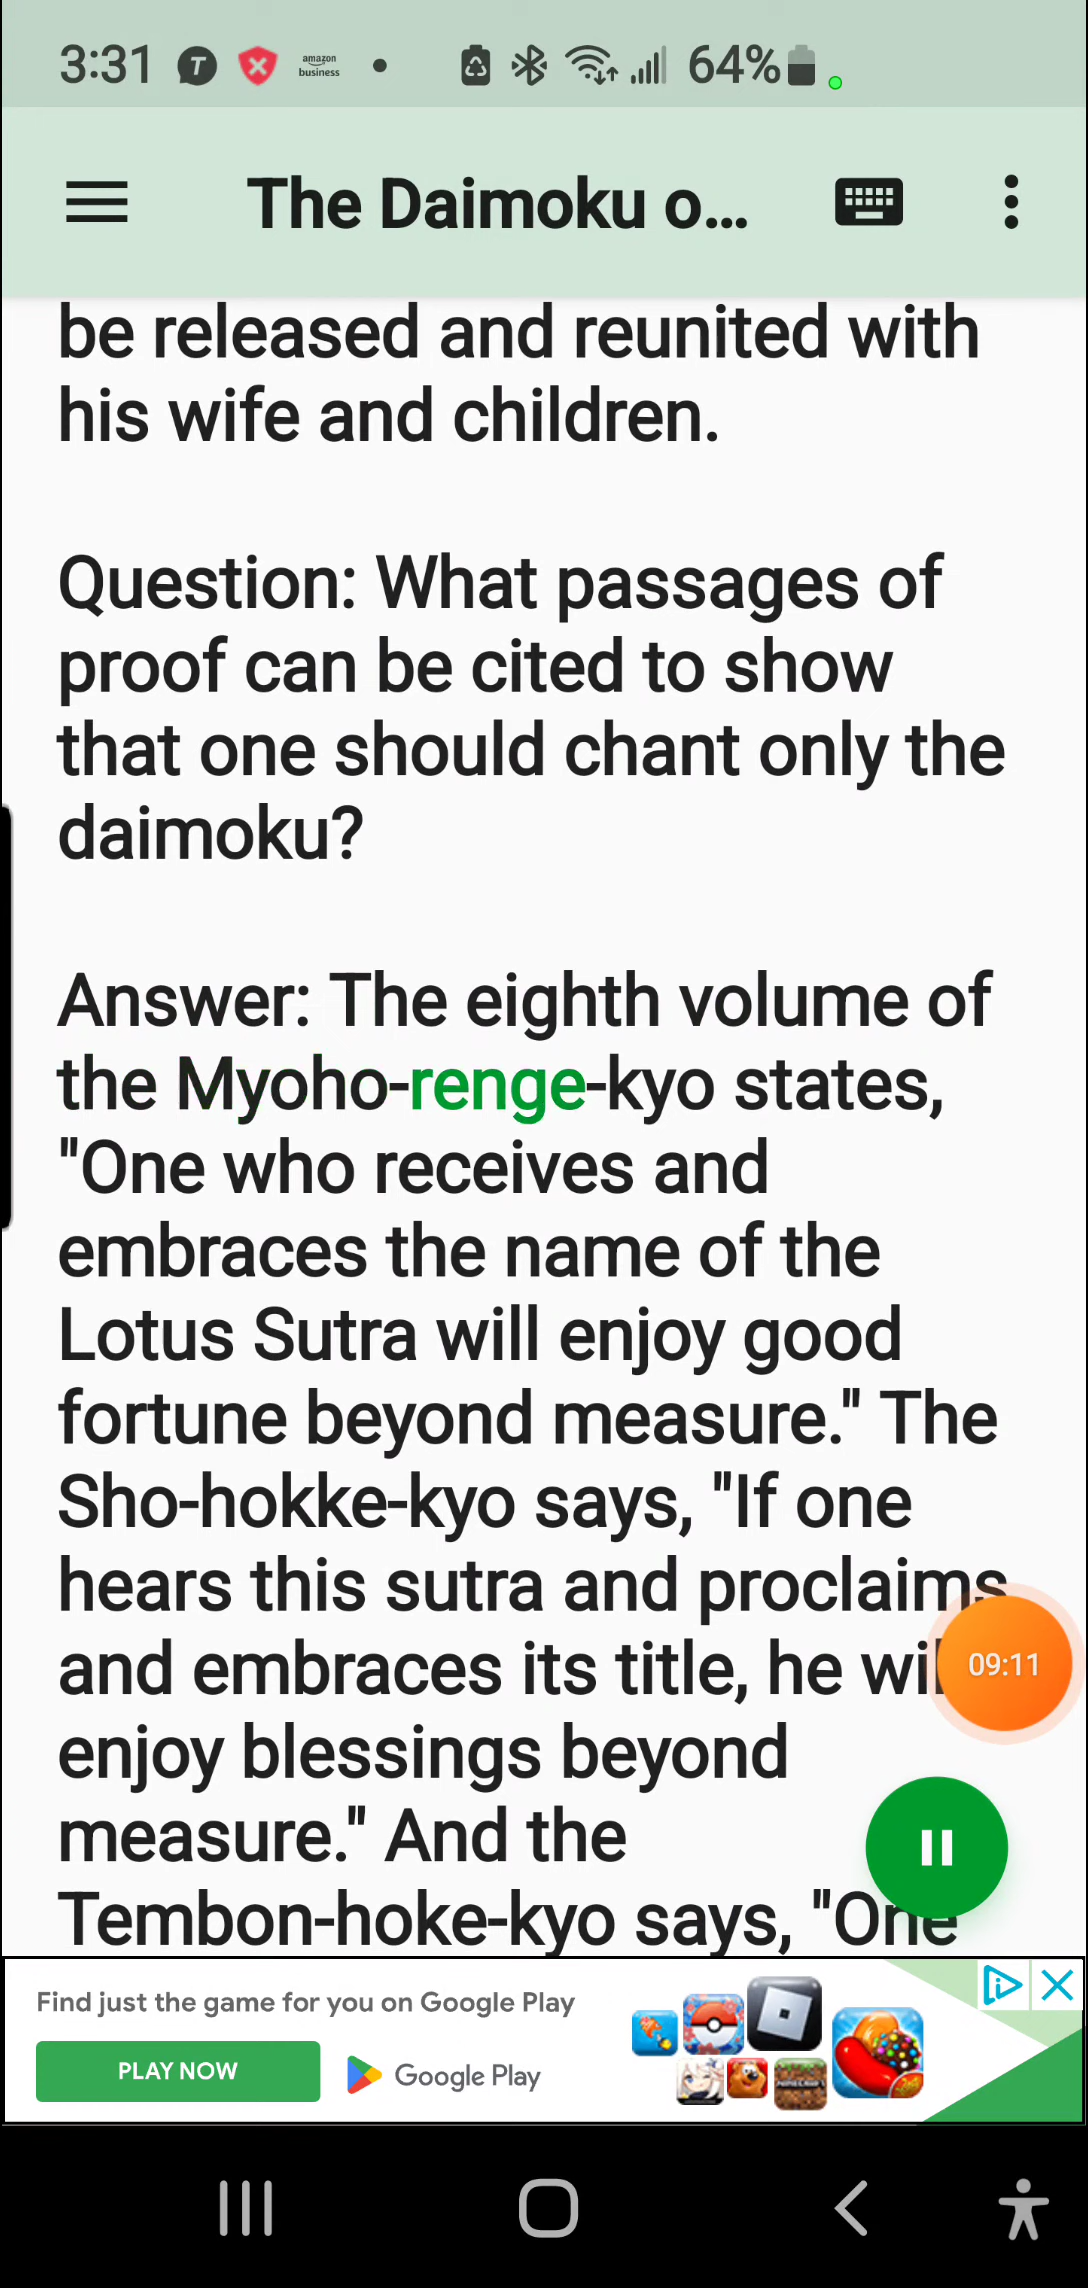 3:31 T amazon business 64%
The Daimoku o...
be released and reunited with
his wife and children.
Question: What passages of
proof can be cited to show
that one should chant only the
daimoku?
Answer: The eighth volume of
the Myoho-renge-kyo states,
"One who receives and
embraces the name of the
Lotus Sutra will enjoy good
fortune beyond measure." The
Sho-hokke-kyo says, "If one
hears this sutra and proclaims
and embraces its title, he wil
09:11
enjoy blessings beyond
measure." And the
Tembon-hoke-kyo says, "One
Find just the game for you on Google Play
PLAY NOW
Google Play